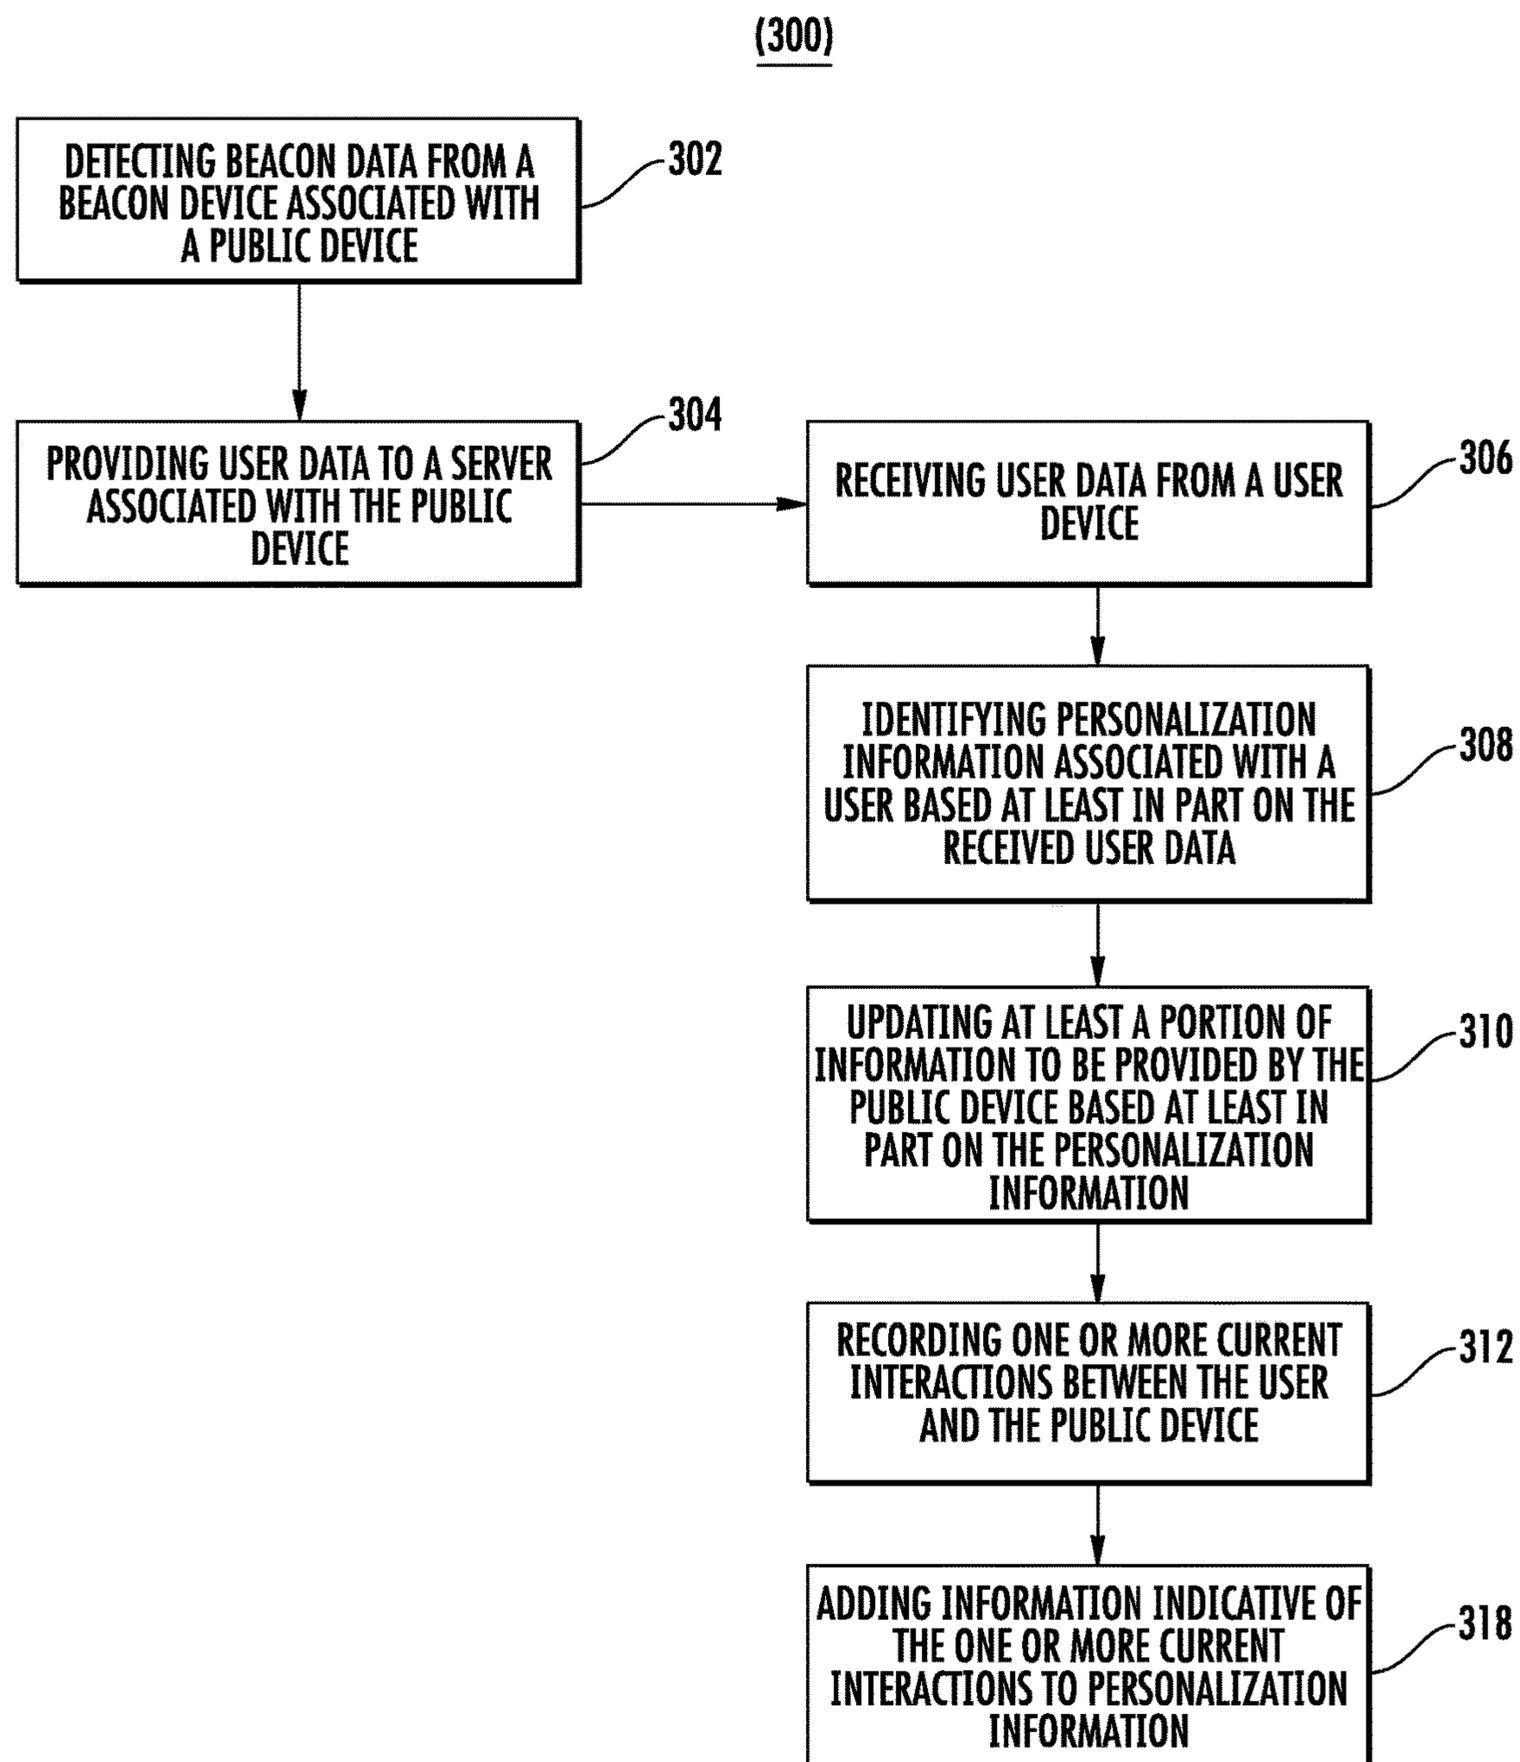 (300)
DETECTING BEACON DATA FROM A
BEACON DEVICE ASSOCIATED WITH
A PUBLIC DEVICE
302
PROVIDING USER DATA TO A SERVER
ASSOCIATED WITH THE PUBLIC
DEVICE
304
RECEIVING USER DATA FROM A USER
DEVICE
306
IDENTIFYING PERSONALIZATION
INFORMATION ASSOCIATED WITH A
USER BASED AT LEAST IN PART ON THE
RECEIVED USER DATA
308
UPDATING AT LEAST A PORTION OF
INFORMATION TO BE PROVIDED BY THE
PUBLIC DEVICE BASED AT LEAST IN
PART ON THE PERSONALIZATION
INFORMATION
310
RECORDING ONE OR MORE CURRENT
INTERACTIONS BETWEEN THE USER
AND THE PUBLIC DEVICE
312
ADDING INFORMATION INDICATIVE OF
THE ONE OR MORE CURRENT
INTERACTIONS TO PERSONALIZATION
INFORMATION
318